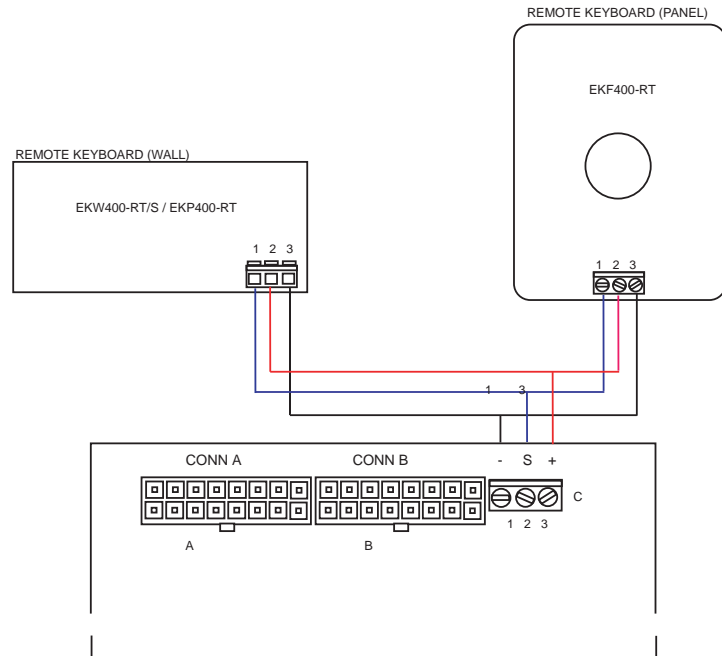 REMOTE KEYBOARD (PANEL)
EKF400-RT
REMOTE KEYBOARD (WALL)
EKW400-RT/S / EKP400-RT
1 2 3
1 2 3
1 3
CONN A
CONN B
- S +
C
1 2 3
A
B